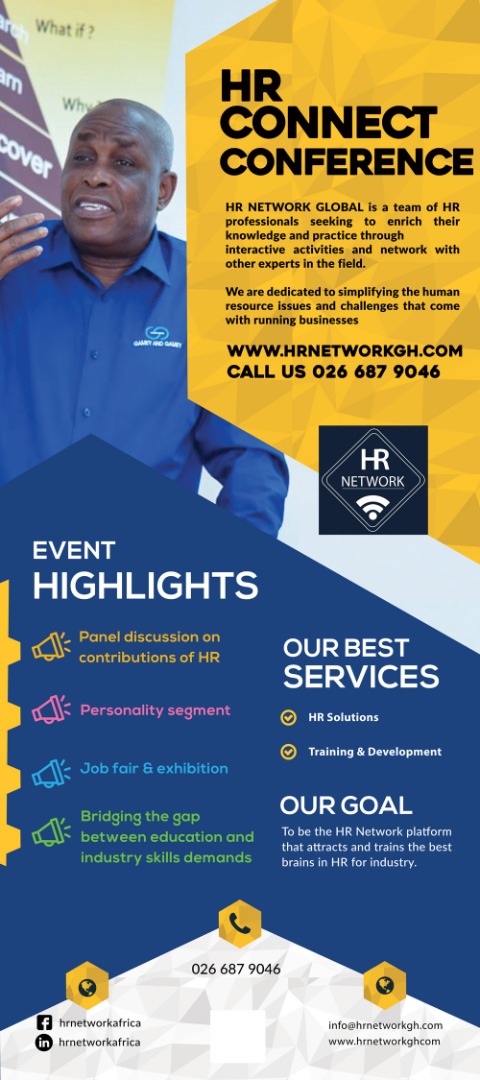 arch
What if ?
am
Why
cover
HR
CONNECT
CONFERENCE
HR NETWORK GLOBAL is a team of HR
professionals seeking to enrich their
knowledge and practice through
interactive activities and network with
other experts in the field.
We are dedicated to simplifying the human
resource issues and challenges that come
with running businesses
WWW.HRNETWORKGH.COM
CALL US 026 687 9046
GAMEY AND GAMEY
HR
NETWORK
EVENT
HIGHLIGHTS
Panel discussion on
contributions of HR
Personality segment
Job fair & exhibition
Bridging the gap
between education and
industry skills demands
OUR BEST
SERVICES
HR Solutions
Training & Development
OUR GOAL
To be the HR Network platform
that attracts and trains the best
brains in HR for industry.
026 687 9046
hrnetworkafrica
hrnetworkafrica
info@hrnetworkgh.com
www.hrnetworkghcom